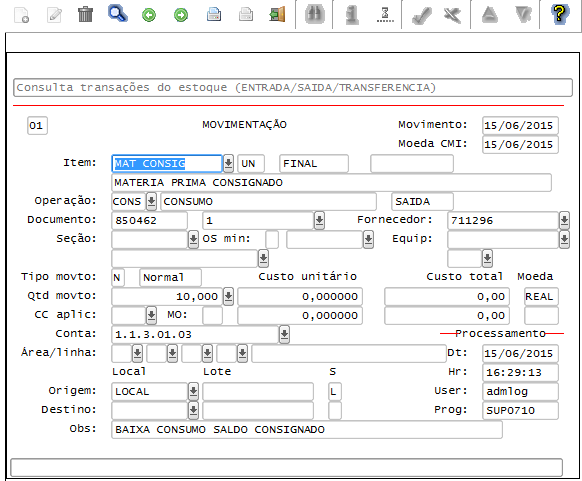 Consulta transações do estoque (ENTRADA/SAIDA/TRANSFERENCIA)
01 MOVIMENTAÇÃO Movimento: 15/06/2015
Moeda CMI: 15/06/2015
Item: MAT CONSIG UN FINAL
MATERIA PRIMA CONSIGNADO
Operação: CONS CONSUMO SAIDA
Documento: 850462 1 Fornecedor: 711296
Seção: OS min: Equip:
Tipo movto: N Normal Custo unitário Custo total Moeda
Qtd movto: 10,000 0,000000 0,00 REAL
CC aplic: MO: 0,000000 0,00
Conta: 1.1.3.01.03 Processamento
Área/linha: Dt: 15/06/2015
Local Lote S Hr: 16:29:13
Origem: LOCAL L User: admlog
Destino: Prog: SUP0710
Obs: BAIXA CONSUMO SALDO CONSIGNADO